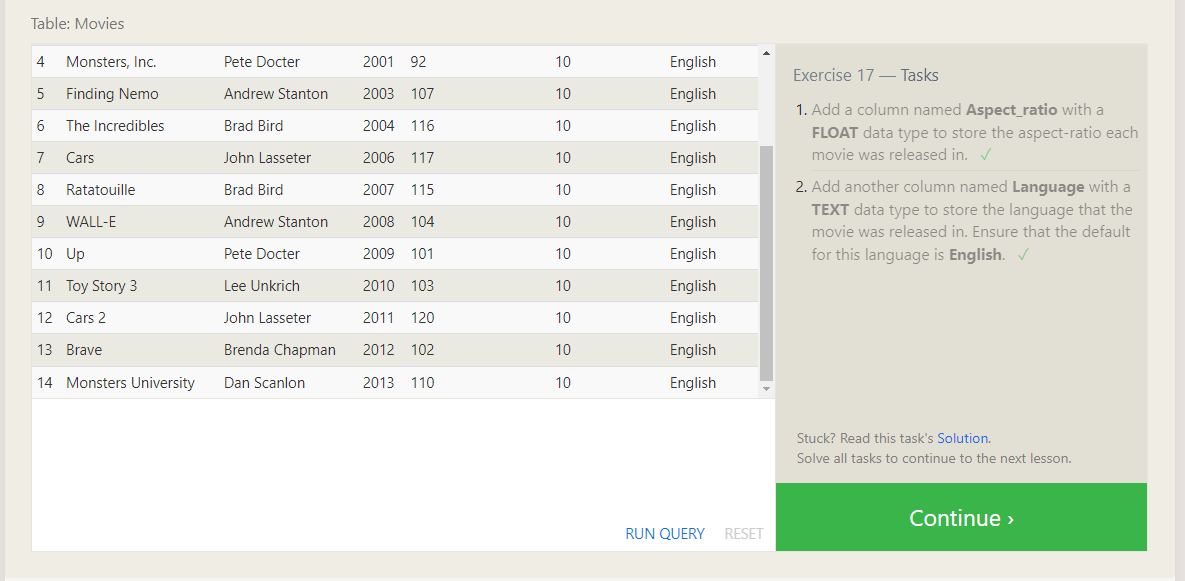 Table: Movies
4 Monsters, Inc. Pete Docter 2001 92 10 English
5 Finding Nemo Andrew Stanton 2003 107 10 English
6 The Incredibles Brad Bird 2004 116 10 English
7 Cars John Lasseter 2006 117 10 English
8 Ratatouille Brad Bird 2007 115 10 English
9 WALL-E Andrew Stanton 2008 104 10 English
10 Up Pete Docter 2009 101 10 English
11 Toy Story 3 Lee Unkrich 2010 103 10 English
12 Cars 2 John Lasseter 2011 120 10 English
13 Brave Brenda Chapman 2012 102 10 English
14 Monsters University Dan Scanlon 2013 110 10 English
RUN QUERY RESET
Exercise 17 — Tasks
1. Add a column named Aspect_ratio with a
FLOAT data type to store the aspect-ratio each
movie was released in. ✓
2. Add another column named Language with a
TEXT data type to store the language that the
movie was released in. Ensure that the default
for this language is English. ✓
Stuck? Read this task's Solution.
Solve all tasks to continue to the next lesson.
Continue ›